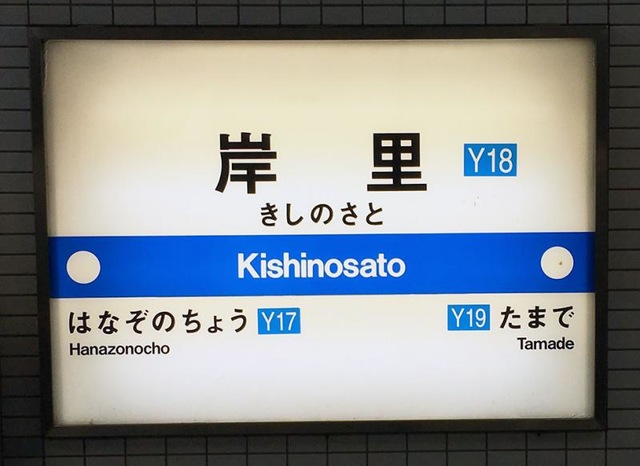 岸里 Y18
きしのさと
Kishinosato
はなぞのちょう Y17
Hanazonocho
Y19 たまで
Tamade